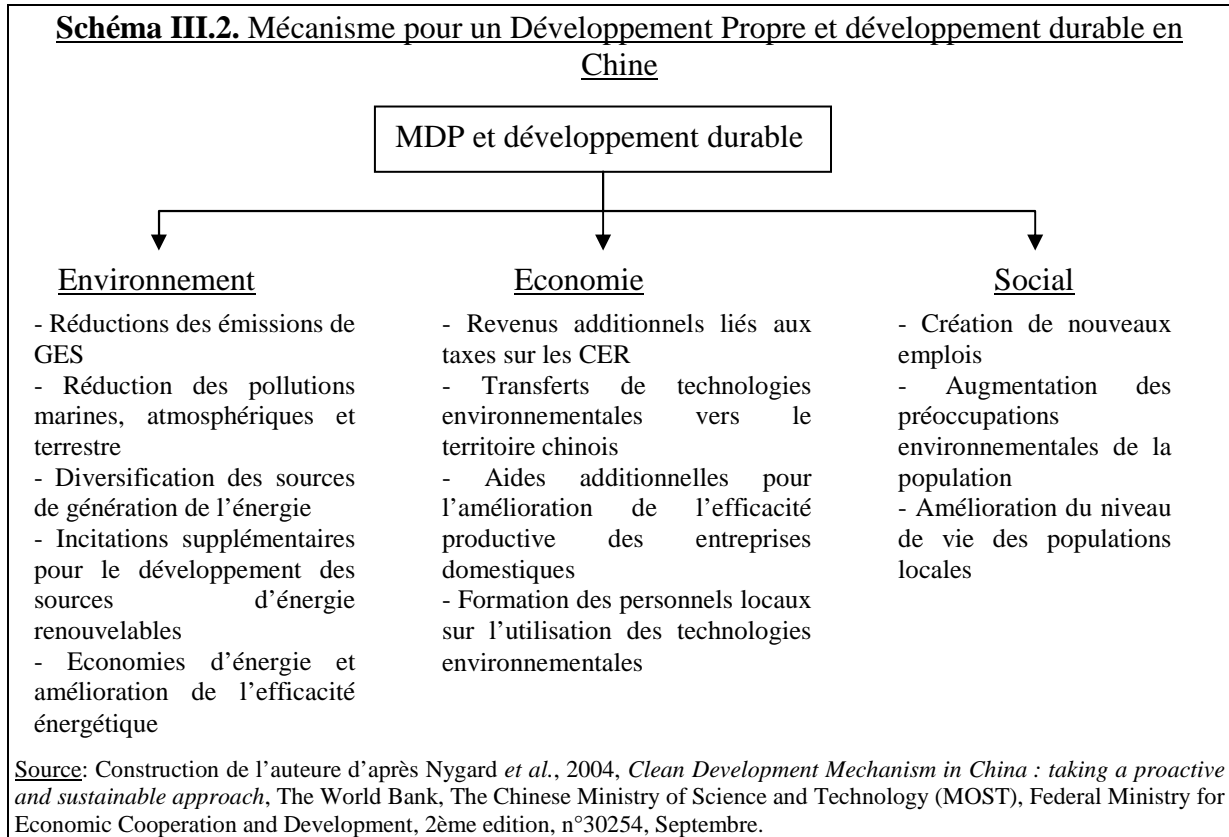 Schéma III.2. Mécanisme pour un Développement Propre et développement durable en
Chine
MDP et développement durable
Environnement
- Réductions des émissions de
GES
- Réduction des pollutions
marines, atmosphériques et
terrestre
- Diversification des sources
de génération de l’énergie
- Incitations supplémentaires
pour le développement des
sources d’énergie
renouvelables
- Economies d’énergie et
amélioration de l’efficacité
énergétique
Economie
- Revenus additionnels liés aux
taxes sur les CER
- Transferts de technologies
environnementales vers le
territoire chinois
- Aides additionnelles pour
l’amélioration de l’efficacité
productive des entreprises
domestiques
- Formation des personnels locaux
sur l’utilisation des technologies
environnementales
Social
- Création de nouveaux
emplois
- Augmentation des
préoccupations
environnementales de la
population
- Amélioration du niveau
de vie des populations
locales
Source: Construction de l’auteure d’après Nygard et al., 2004, Clean Development Mechanism in China : taking a proactive
and sustainable approach, The World Bank, The Chinese Ministry of Science and Technology (MOST), Federal Ministry for
Economic Cooperation and Development, 2ème edition, n°30254, Septembre.